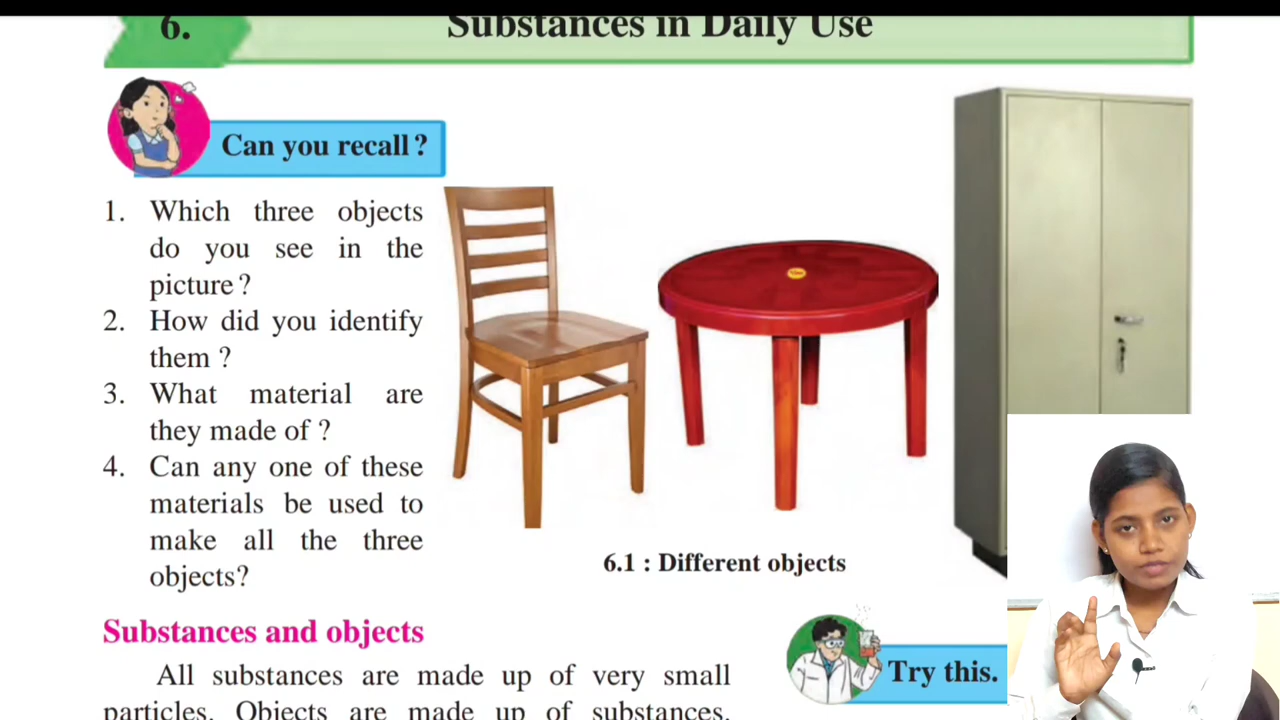 6.
Substances in Daily Use
Can you recall ?
1. Which three objects
do you see in the
picture ?
2. How did you identify
them ?
3. What material are
they made of ?
4. Can any one of these
materials be used to
make all the three
objects?
6.1 : Different objects
Substances and objects
All substances are made up of very small
particles. Objects are made up of substances.
Try this.